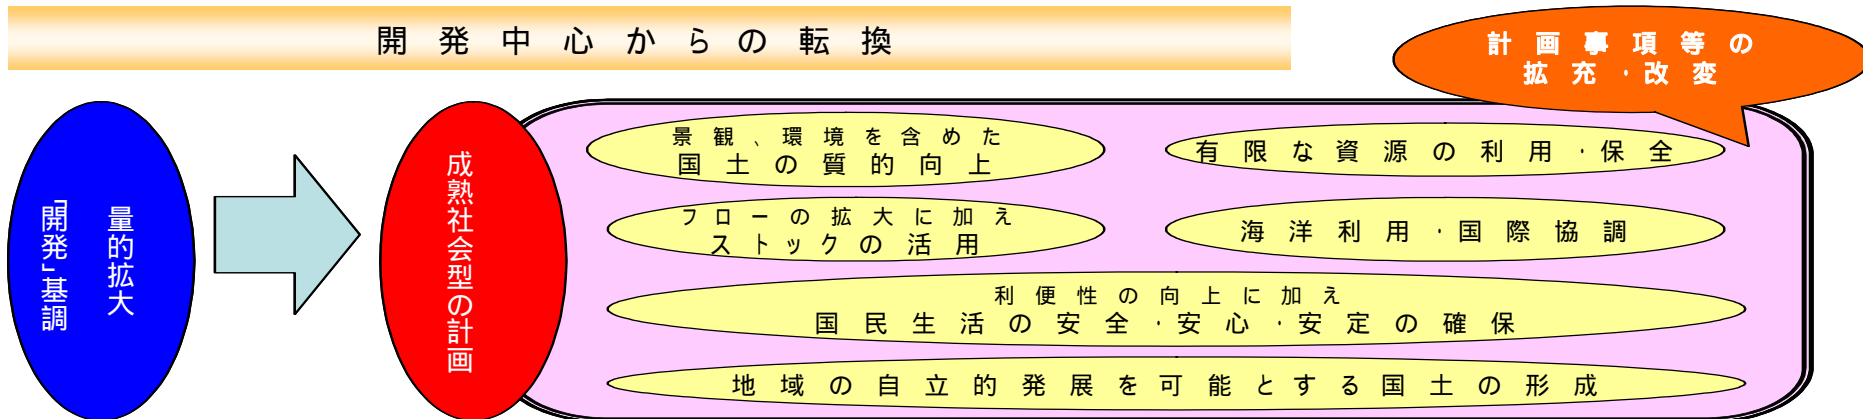 開発中心からの転換
計画事項等の
拡充・改変
量的拡大
「開発」基調
成熟社会型の計画
景観、環境を含めた
国土の質的向上
有限な資源の利用・保全
フローの拡大に加え
ストックの活用
海洋利用・国際協調
利便性の向上に加え
国民生活の安全・安心・安定の確保
地域の自立的発展を可能とする国土の形成